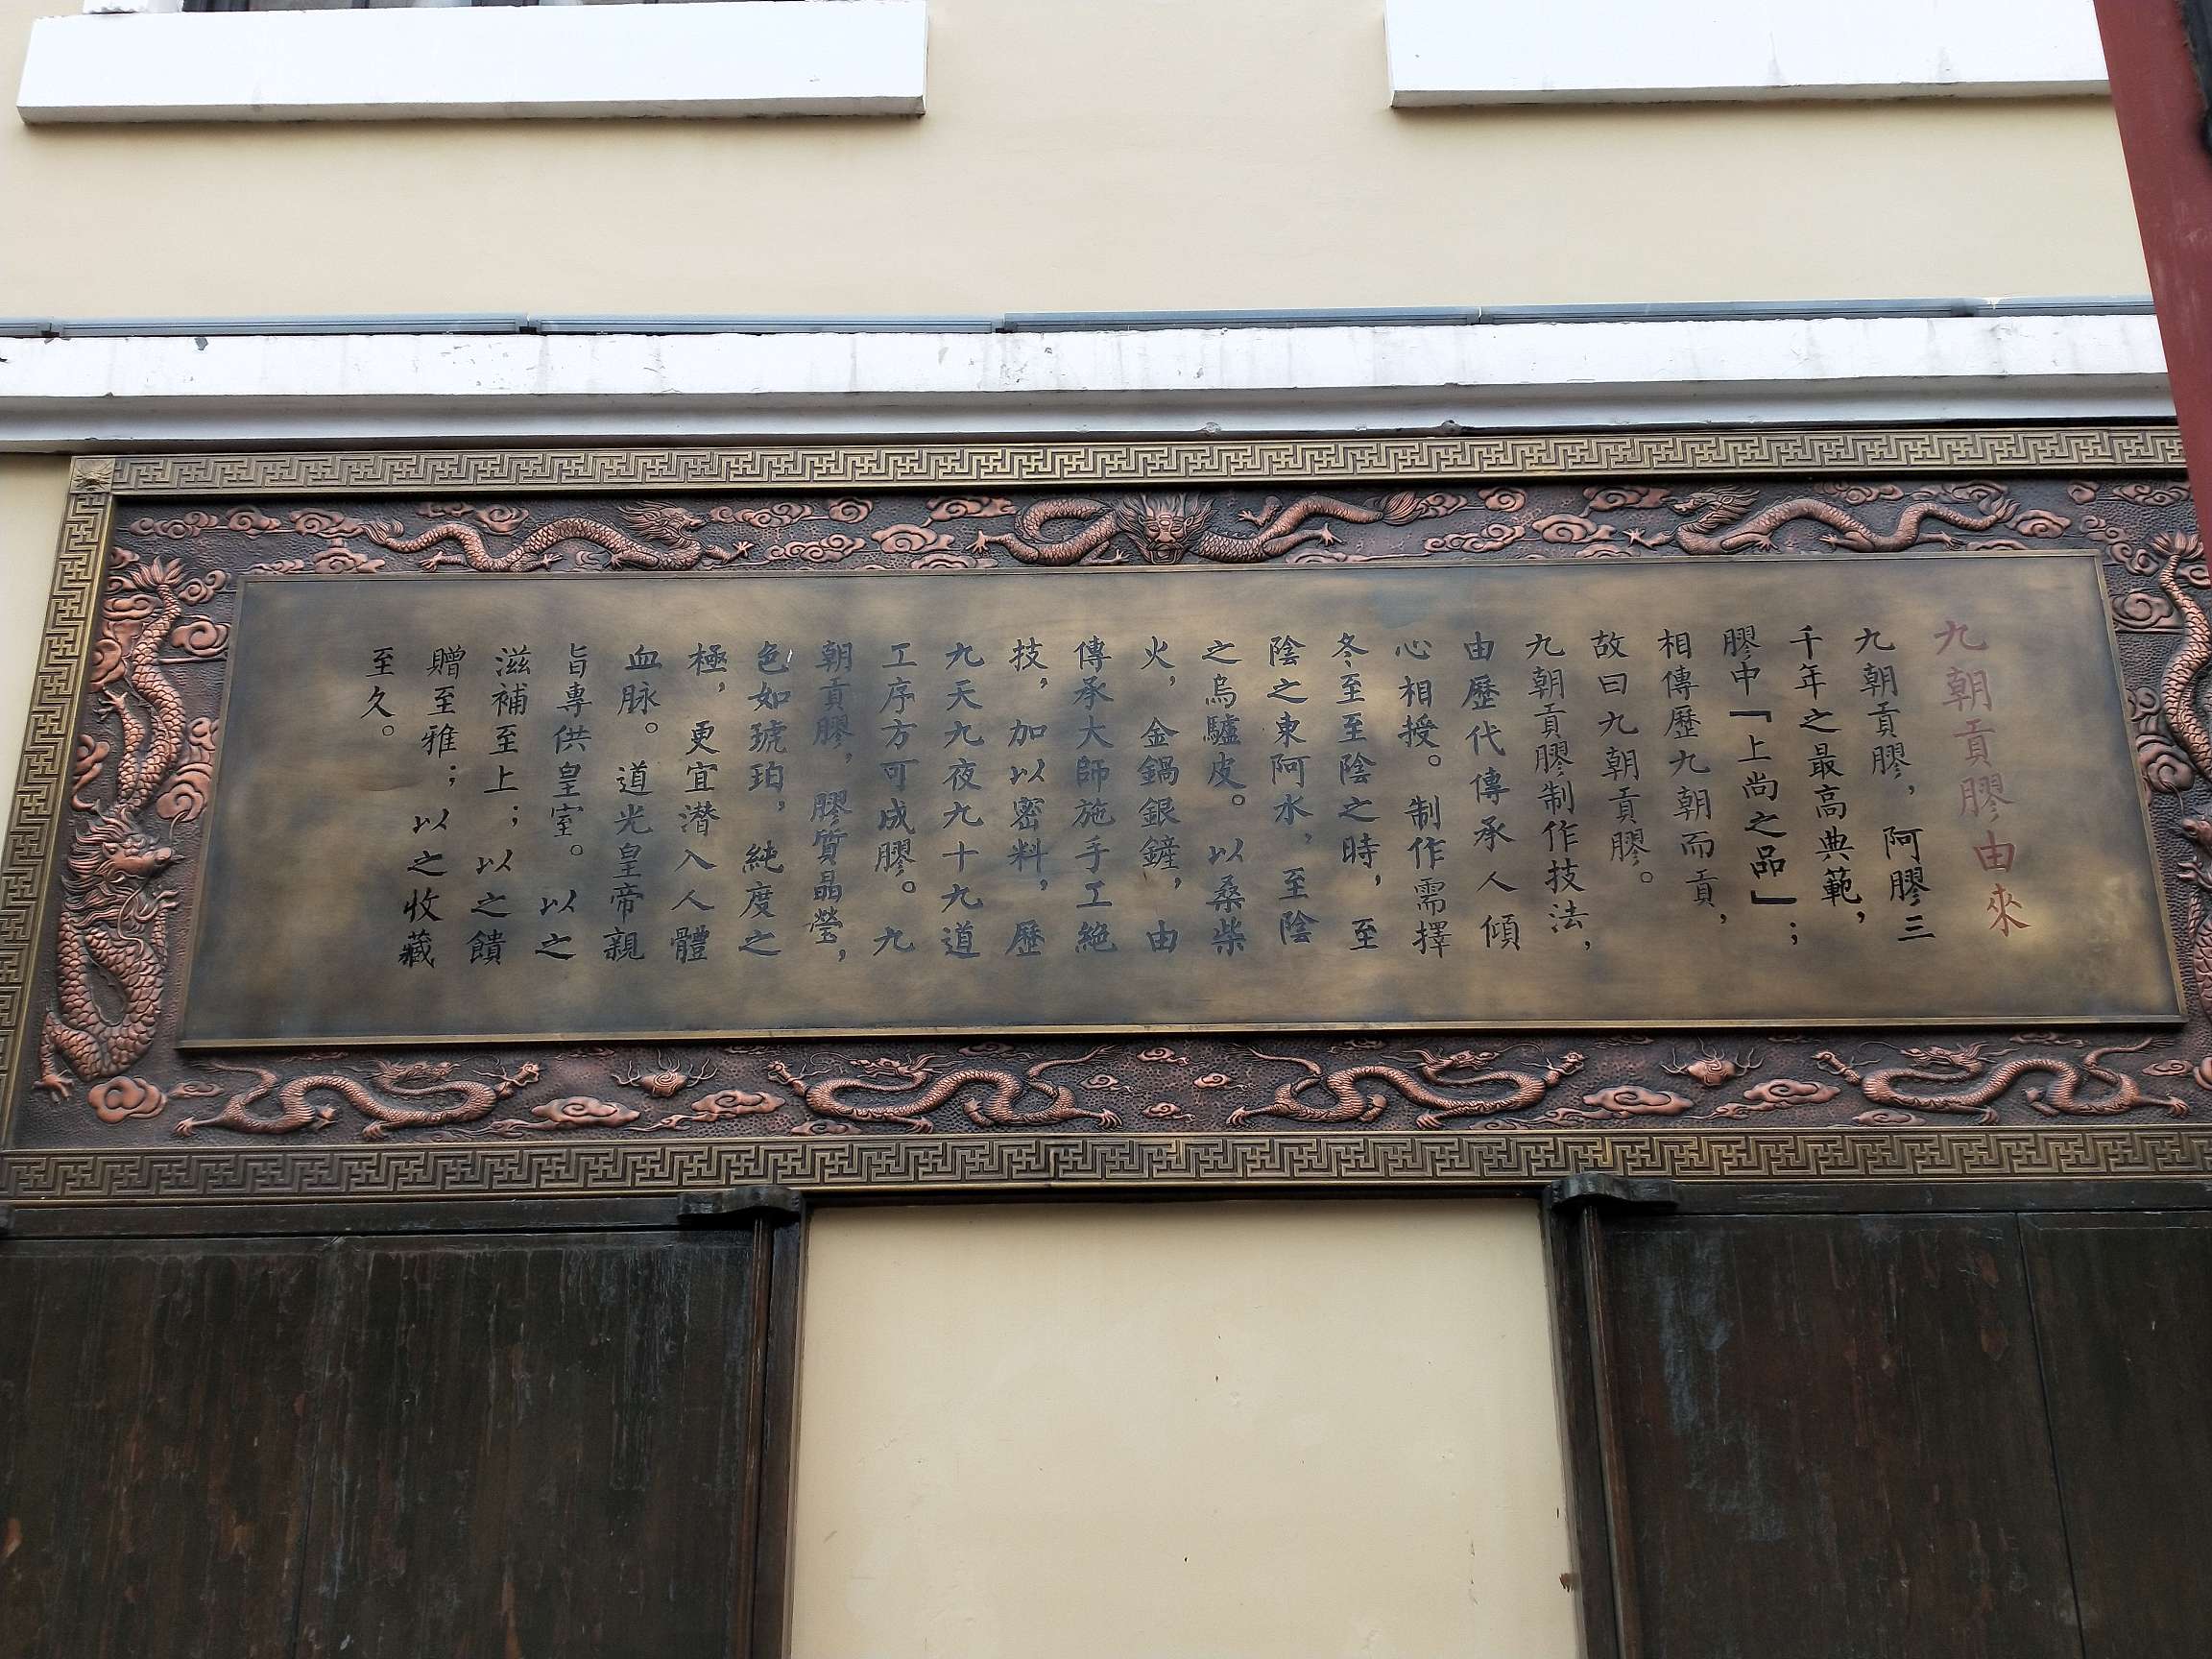 九朝貢膠由來
九朝貢膠，阿膠三
千年之最高典範，
膠中「上尚之品」；
相傳歷九朝而貢，
故曰九朝貢膠。
九朝貢膠制作技法，
由歷代傳承人傾
心相授。制作需擇
冬至至陰之時，至
陰之東阿水，至陰
之烏驢皮。以桑柴
火，金鍋銀鏟，由
傳承大師施手工絕
技，加以密料，歷
九天九夜九十九道
工序方可成膠。九
朝貢膠，膠質晶瑩，
色如琥珀，純度之
極，更宜潛入人體
血脉。道光皇帝親
旨專供皇室。以之
滋補至上；以之饋
贈至雅；以之收藏
至久。